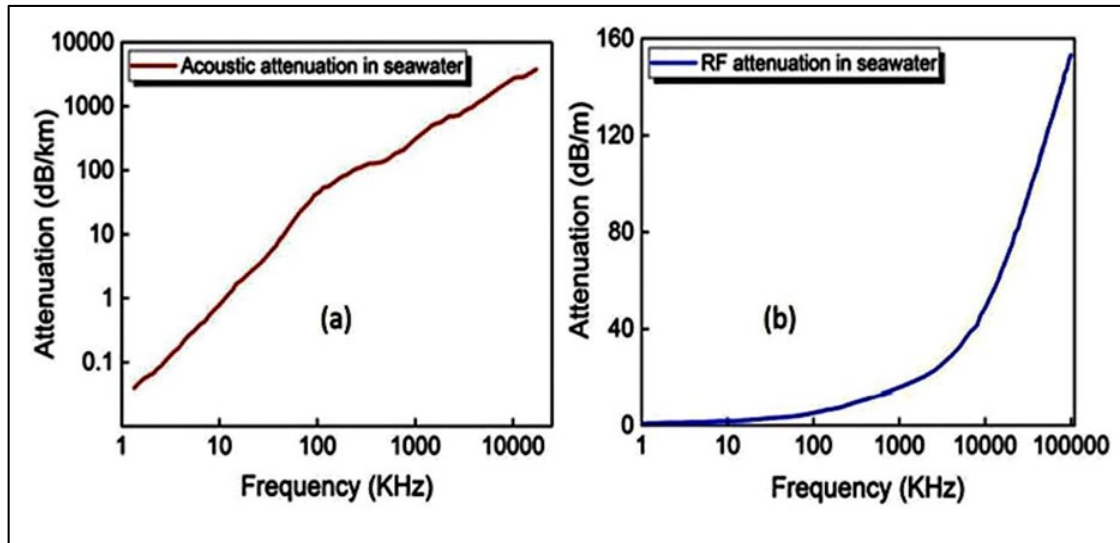 Acoustic attenuation in seawater
Attenuation (dB/km)
10000
1000
100
10
1
0.1
(a)
1 10 100 1000 10000
Frequency (KHz)
RF attenuation in seawater
Attenuation (dB/m)
160
120
80
40
0
(b)
1 10 100 1000 10000 100000
Frequency (KHz)